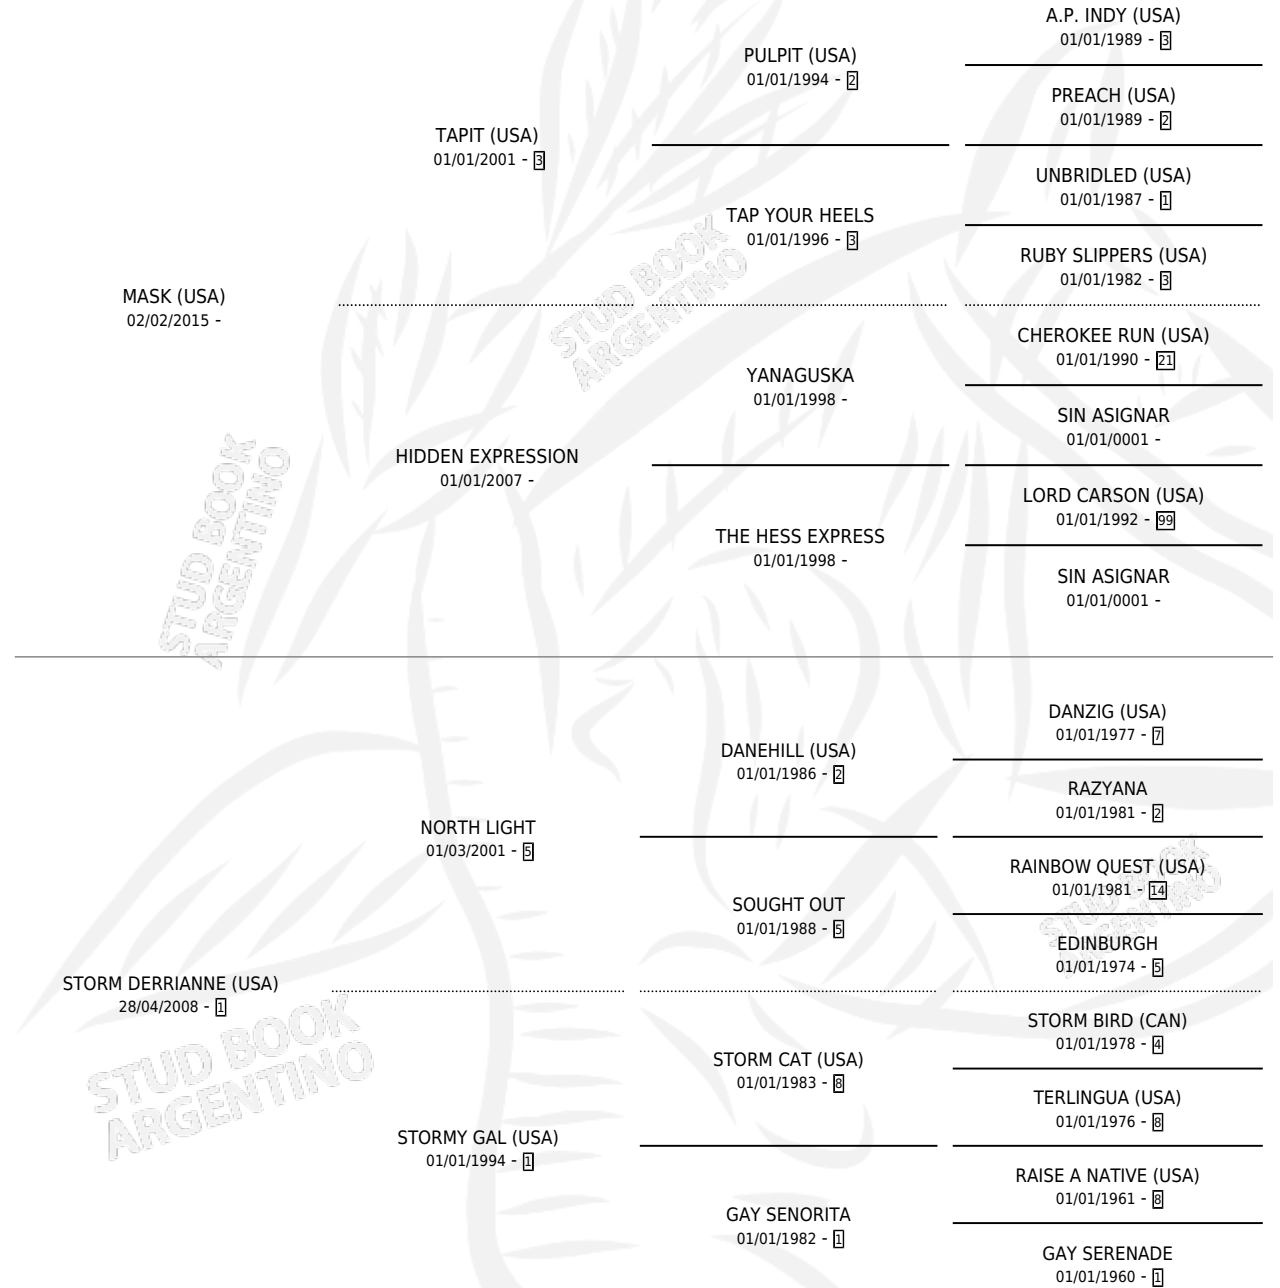 A.P. INDY (USA)
01/01/1989 - 3
PULPIT (USA)
01/01/1994 - 2
PREACH (USA)
01/01/1989 - 2
TAPIT (USA)
01/01/2001 - 3
UNBRIDLED (USA)
01/01/1987 - 1
TAP YOUR HEELS
01/01/1996 - 3
RUBY SLIPPERS (USA)
01/01/1982 - 3
STUD BOOK
ARGENTINO
MASK (USA)
02/02/2015 -
CHEROKEE RUN (USA)
01/01/1990 - 21
YANAGUSKA
01/01/1998 -
SIN ASIGNAR
01/01/0001 -
HIDDEN EXPRESSION
01/01/2007 -
LORD CARSON (USA)
01/01/1992 - 99
THE HESS EXPRESS
01/01/1998 -
SIN ASIGNAR
01/01/0001 -
STUD BOOK
ARGENTINO
DANZIG (USA)
01/01/1977 - 7
DANEHILL (USA)
01/01/1986 - 2
RAZYANA
01/01/1981 - 2
NORTH LIGHT
01/03/2001 - 5
RAINBOW QUEST (USA)
01/01/1981 - 14
SOUGHT OUT
01/01/1988 - 5
EDINBURGH
01/01/1974 - 5
STUD BOOK
ARGENTINO
STORM DERRIANNE (USA)
28/04/2008 - 1
STORM BIRD (CAN)
01/01/1978 - 4
STORM CAT (USA)
01/01/1983 - 8
TERLINGUA (USA)
01/01/1976 - 8
STUD BOOK
ARGENTINO
STORMY GAL (USA)
01/01/1994 - 1
RAISE A NATIVE (USA)
01/01/1961 - 8
GAY SENORITA
01/01/1982 - 1
GAY SERENADE
01/01/1960 - 1